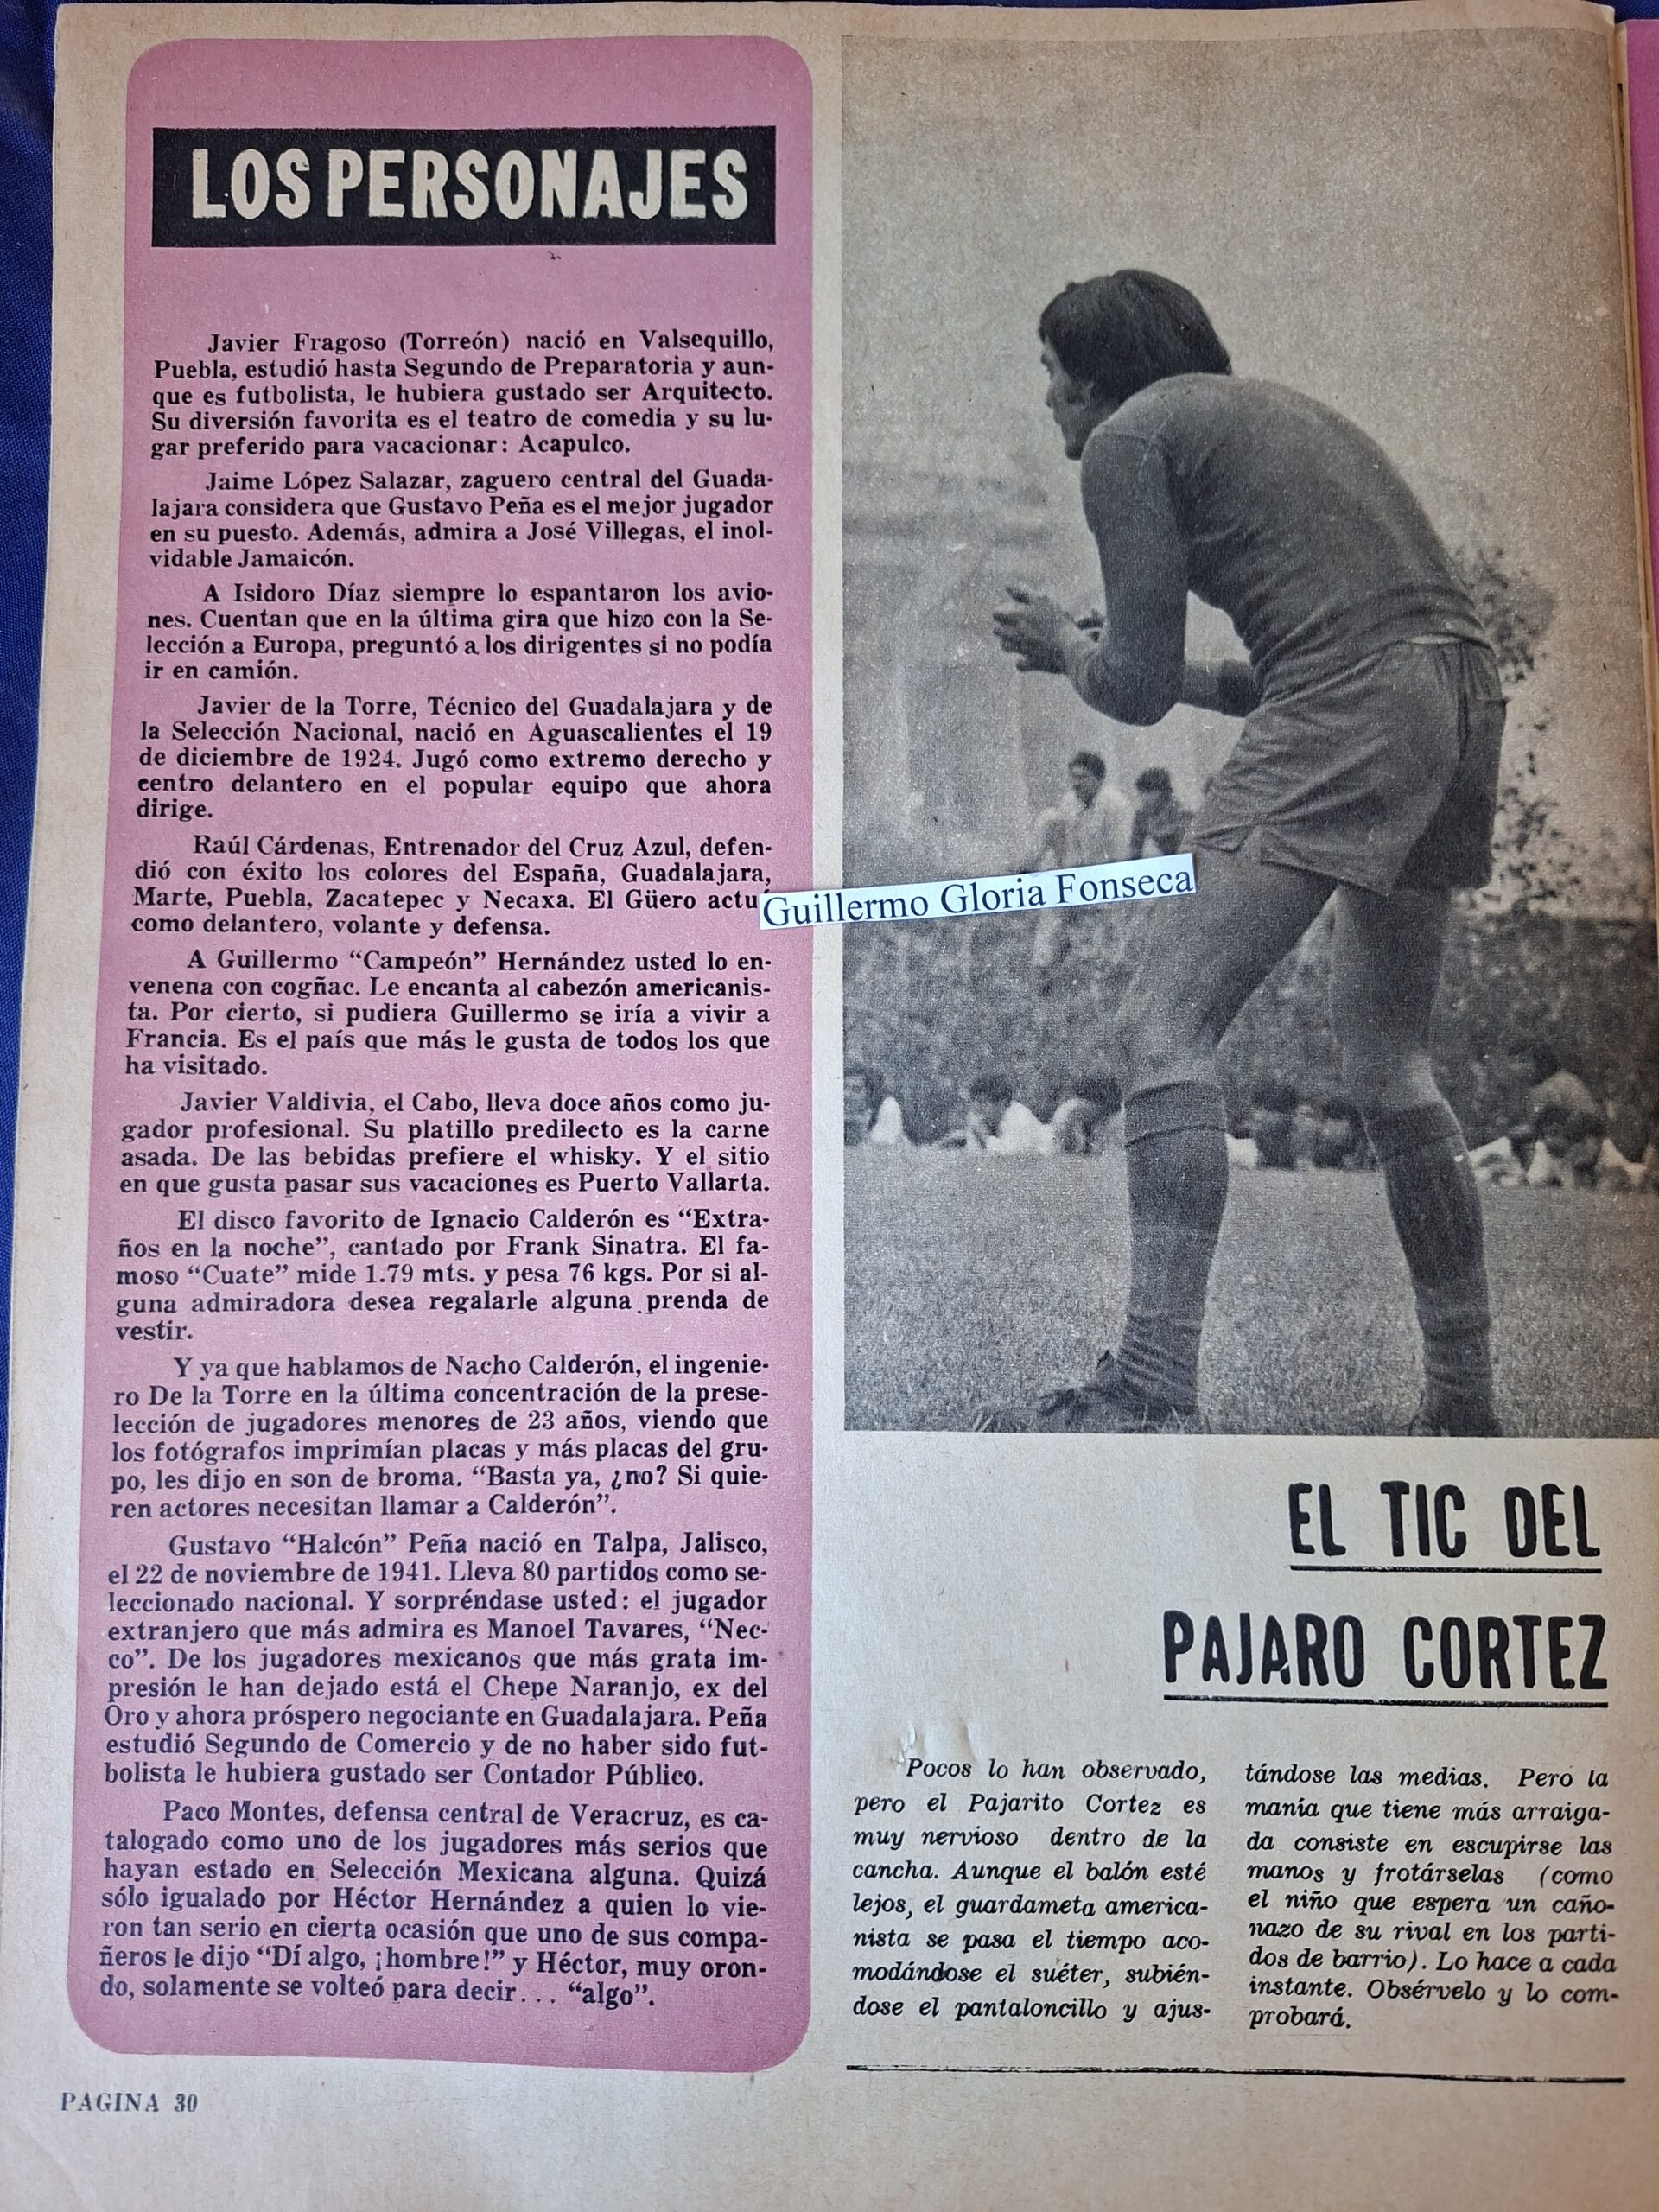 LOS PERSONAJES
Javier Fragoso (Torreón) nació en Valsequillo,
Puebla, estudió hasta Segundo de Preparatoria y aun-
que es futbolista, le hubiera gustado ser Arquitecto.
Su diversión favorita es el teatro de comedia y su lu-
gar preferido para vacacionar: Acapulco.
Jaime López Salazar, zaguero central del Guada-
lajara considera que Gustavo Peña es el mejor jugador
en su puesto. Además, admira a José Villegas, el inol-
vidable Jamaicón.
A Isidoro Díaz siempre lo espantaron los avio-
nes. Cuentan que en la última gira que hizo con la Se-
lección a Europa, preguntó a los dirigentes si no podía
ir en camión.
Javier de la Torre, Técnico del Guadalajara y de
la Selección Nacional, nació en Aguascalientes el 19
de diciembre de 1924. Jugó como extremo derecho y
centro delantero en el popular equipo que ahora
dirige.
Raúl Cárdenas, Entrenador del Cruz Azul, defen-
dió con éxito los colores del España, Guadalajara,
Marte, Puebla, Zacatepec y Necaxa. El Güero actu
como delantero, volante y defensa.
A Guillermo "Campeón" Hernández usted lo en-
venena con cogñac. Le encanta al cabezón americanis-
ta. Por cierto, si pudiera Guillermo se iría a vivir a
Francia. Es el país que más le gusta de todos los que
ha visitado.
Javier Valdivia, el Cabo, lleva doce años como ju-
gador profesional. Su platillo predilecto es la carne
asada. De las bebidas prefiere el whisky. Y el sitio
en que gusta pasar sus vacaciones es Puerto Vallarta.
El disco favorito de Ignacio Calderón es "Extra-
ños en la noche", cantado por Frank Sinatra. El fa-
moso "Cuate" mide 1.79 mts. y pesa 76 kgs. Por si al-
guna admiradora desea regalarle alguna prenda de
vestir.
Y ya que hablamos de Nacho Calderón, el ingenie-
ro De la Torre en la última concentración de la prese-
lección de jugadores menores de 23 años, viendo que
los fotógrafos imprimían placas y más placas del gru-
po, les dijo en son de broma. "Basta ya, ¿no? Si quie-
ren actores necesitan llamar a Calderón".
Gustavo "Halcón" Peña nació en Talpa, Jalisco,
el 22 de noviembre de 1941. Lleva 80 partidos como se-
leccionado nacional. Y sorpréndase usted: el jugador
extranjero que más admira es Manoel Tavares, "Nec-
co". De los jugadores mexicanos que más grata im-
presión le han dejado está el Chepe Naranjo, ex del
Oro y ahora próspero negociante en Guadalajara. Peña
estudió Segundo de Comercio y de no haber sido fut-
bolista le hubiera gustado ser Contador Público.
Paco Montes, defensa central de Veracruz, es ca-
talogado como uno de los jugadores más serios que
hayan estado en Selección Mexicana alguna. Quizá
sólo igualado por Héctor Hernández a quien lo vie-
ron tan serio en cierta ocasión que uno de sus compa-
ñeros le dijo "Dí algo, ¡hombre!" y Héctor, muy oron-
do, solamente se volteó para decir... "algo".
PAGINA 30
Guillermo Gloria Fonseca
EL TIC DEL
PAJARO CORTEZ
Pocos lo han observado,
pero el Pajarito Cortez es
muy nervioso dentro de la
cancha. Aunque el balón esté
lejos, el guardameta america-
nista se pasa el tiempo aco-
modándose el suéter, subién-
dose el pantaloncillo y ajus-
tándose las medias. Pero la
manía que tiene más arraiga-
da consiste en escupirse las
manos y frotárselas (como
el niño que espera un caño-
nazo de su rival en los parti-
dos de barrio). Lo hace a cada
instante. Obsérvelo y lo com-
probará.